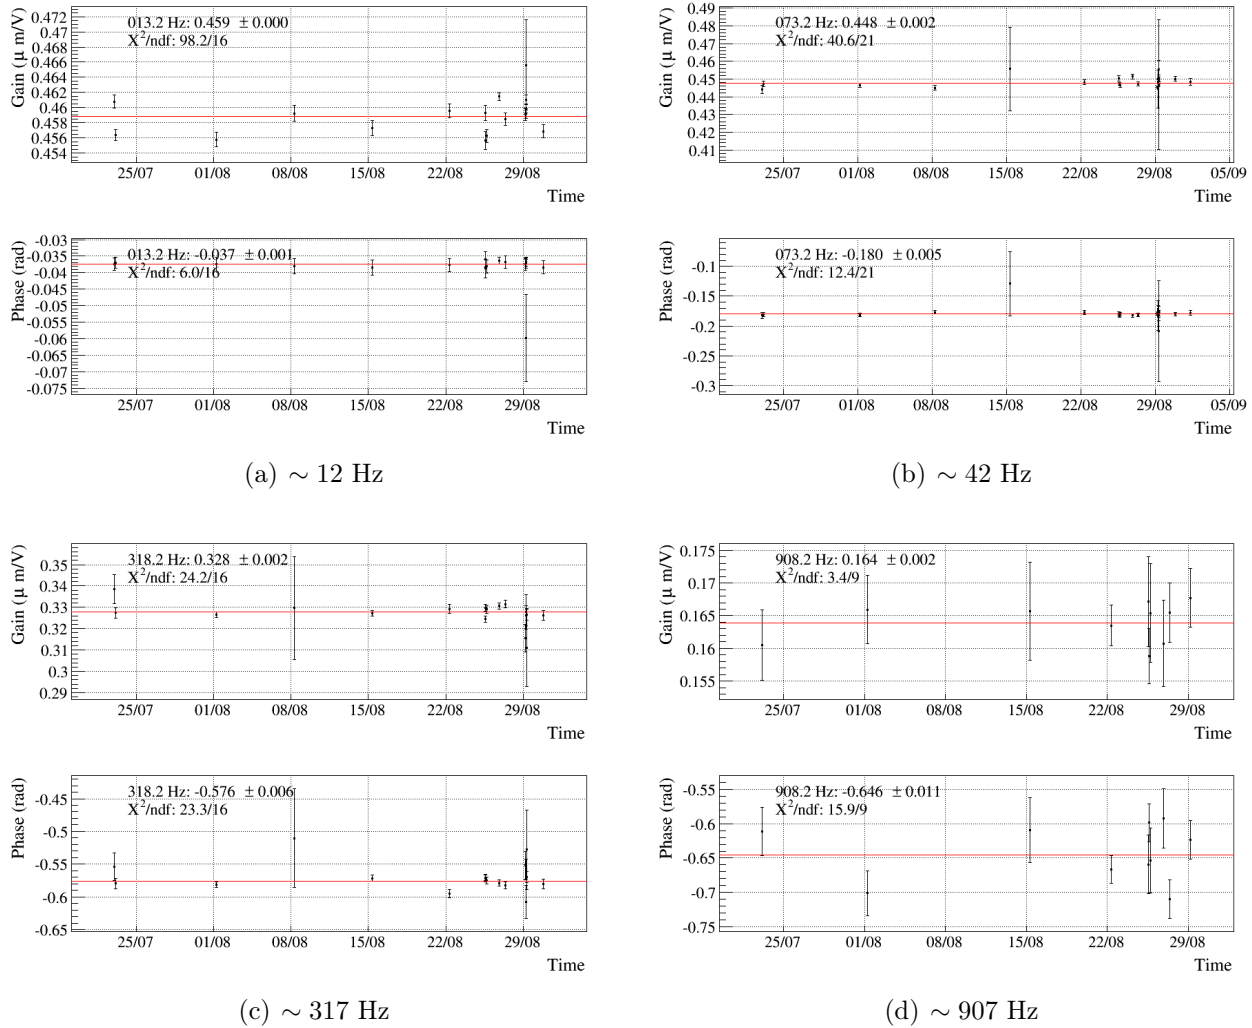 013.2 Hz: 0.459 ± 0.000
X²/ndf: 98.2/16
Gain (µ m/V)
0.472
0.47
0.468
0.466
0.464
0.462
0.46
0.458
0.456
0.454
25/07 01/08 08/08 15/08 22/08 29/08
Time
013.2 Hz: -0.037 ± 0.001
X²/ndf: 6.0/16
Phase (rad)
-0.03
-0.035
-0.04
-0.045
-0.05
-0.055
-0.06
-0.065
-0.07
-0.075
25/07 01/08 08/08 15/08 22/08 29/08
Time
(a) ∼ 12 Hz
073.2 Hz: 0.448 ± 0.002
X²/ndf: 40.6/21
Gain (µ m/V)
0.49
0.48
0.47
0.46
0.45
0.44
0.43
0.42
0.41
25/07 01/08 08/08 15/08 22/08 29/08 05/09
Time
073.2 Hz: -0.180 ± 0.005
X²/ndf: 12.4/21
Phase (rad)
-0.1
-0.15
-0.2
-0.25
-0.3
25/07 01/08 08/08 15/08 22/08 29/08 05/09
Time
(b) ∼ 42 Hz
318.2 Hz: 0.328 ± 0.002
X²/ndf: 24.2/16
Gain (µ m/V)
0.35
0.34
0.33
0.32
0.31
0.3
0.29
25/07 01/08 08/08 15/08 22/08 29/08
Time
318.2 Hz: -0.576 ± 0.006
X²/ndf: 23.3/16
Phase (rad)
-0.45
-0.5
-0.55
-0.6
-0.65
25/07 01/08 08/08 15/08 22/08 29/08
Time
(c) ∼ 317 Hz
908.2 Hz: 0.164 ± 0.002
X²/ndf: 3.4/9
Gain (µ m/V)
0.175
0.17
0.165
0.16
0.155
25/07 01/08 08/08 15/08 22/08 29/08
Time
908.2 Hz: -0.646 ± 0.011
X²/ndf: 15.9/9
Phase (rad)
-0.55
-0.6
-0.65
-0.7
-0.75
25/07 01/08 08/08 15/08 22/08 29/08
Time
(d) ∼ 907 Hz